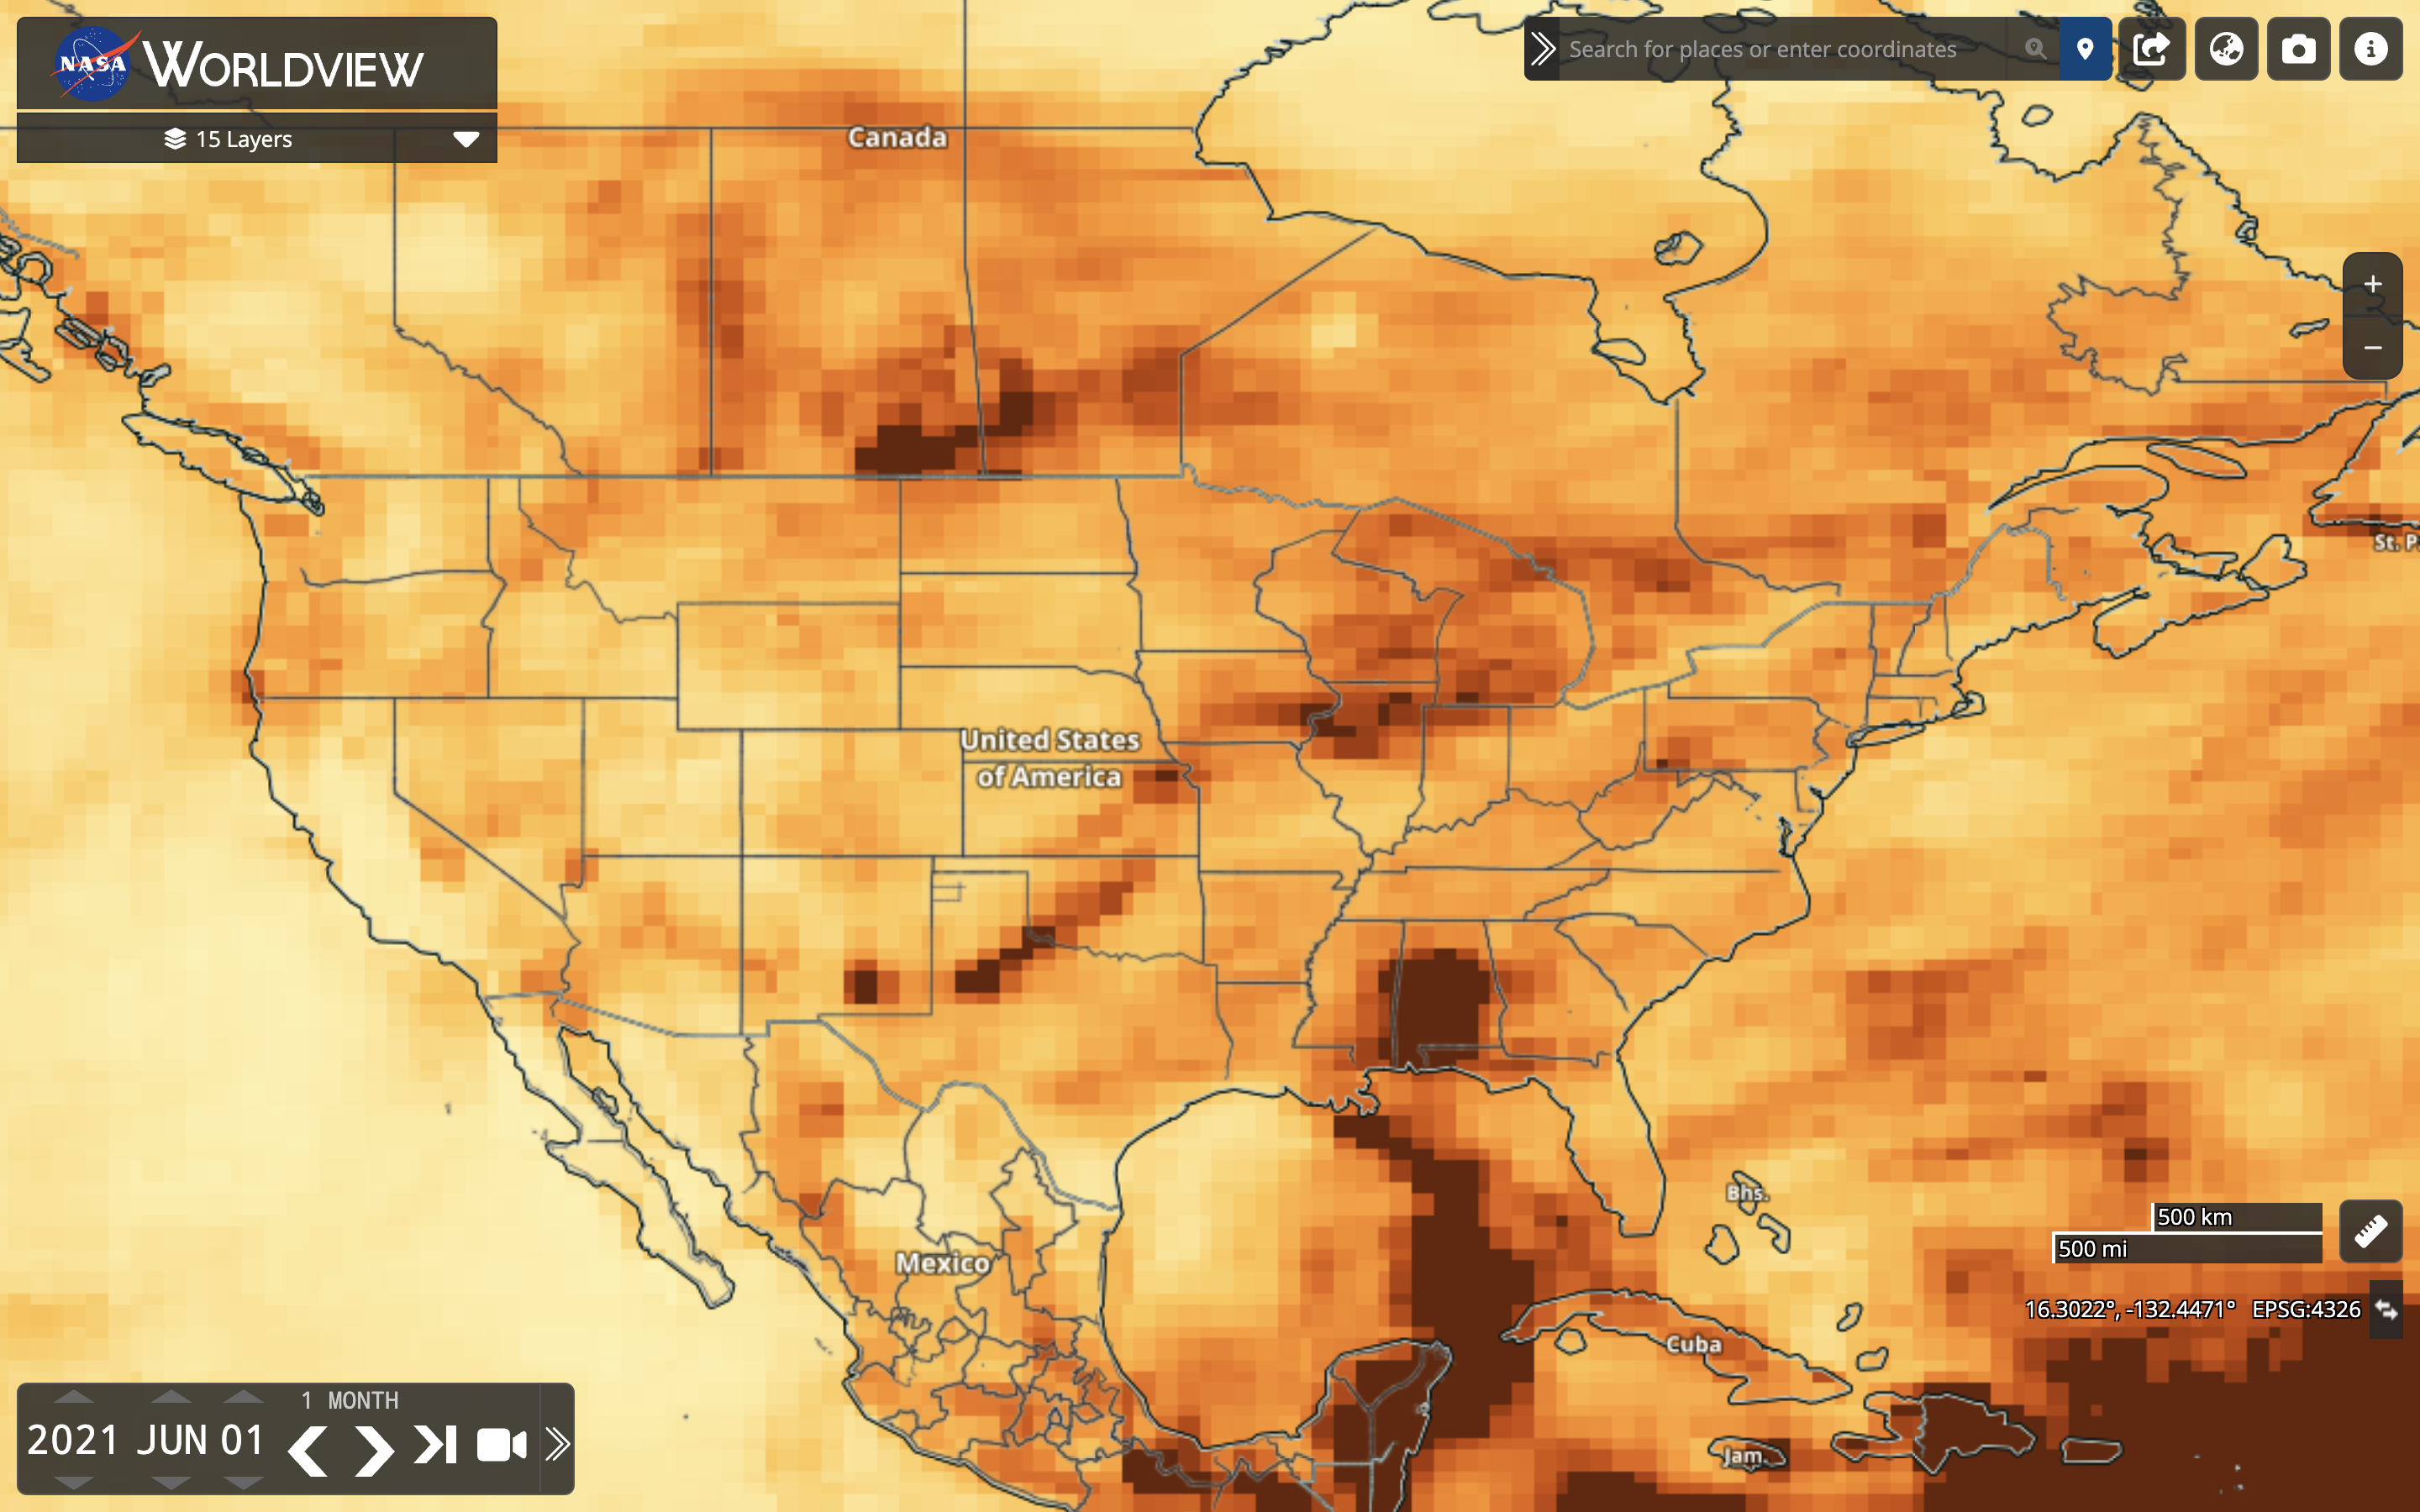 NASA WORLDVIEW
15 Layers
Search for places or enter coordinates
Canada
+
−
St. P
United States
of America
Bhs.
500 km
500 mi
Mexico
16.3022°, -132.4471° EPSG:4326
Cuba
Jam.
1 MONTH
2021 JUN 01